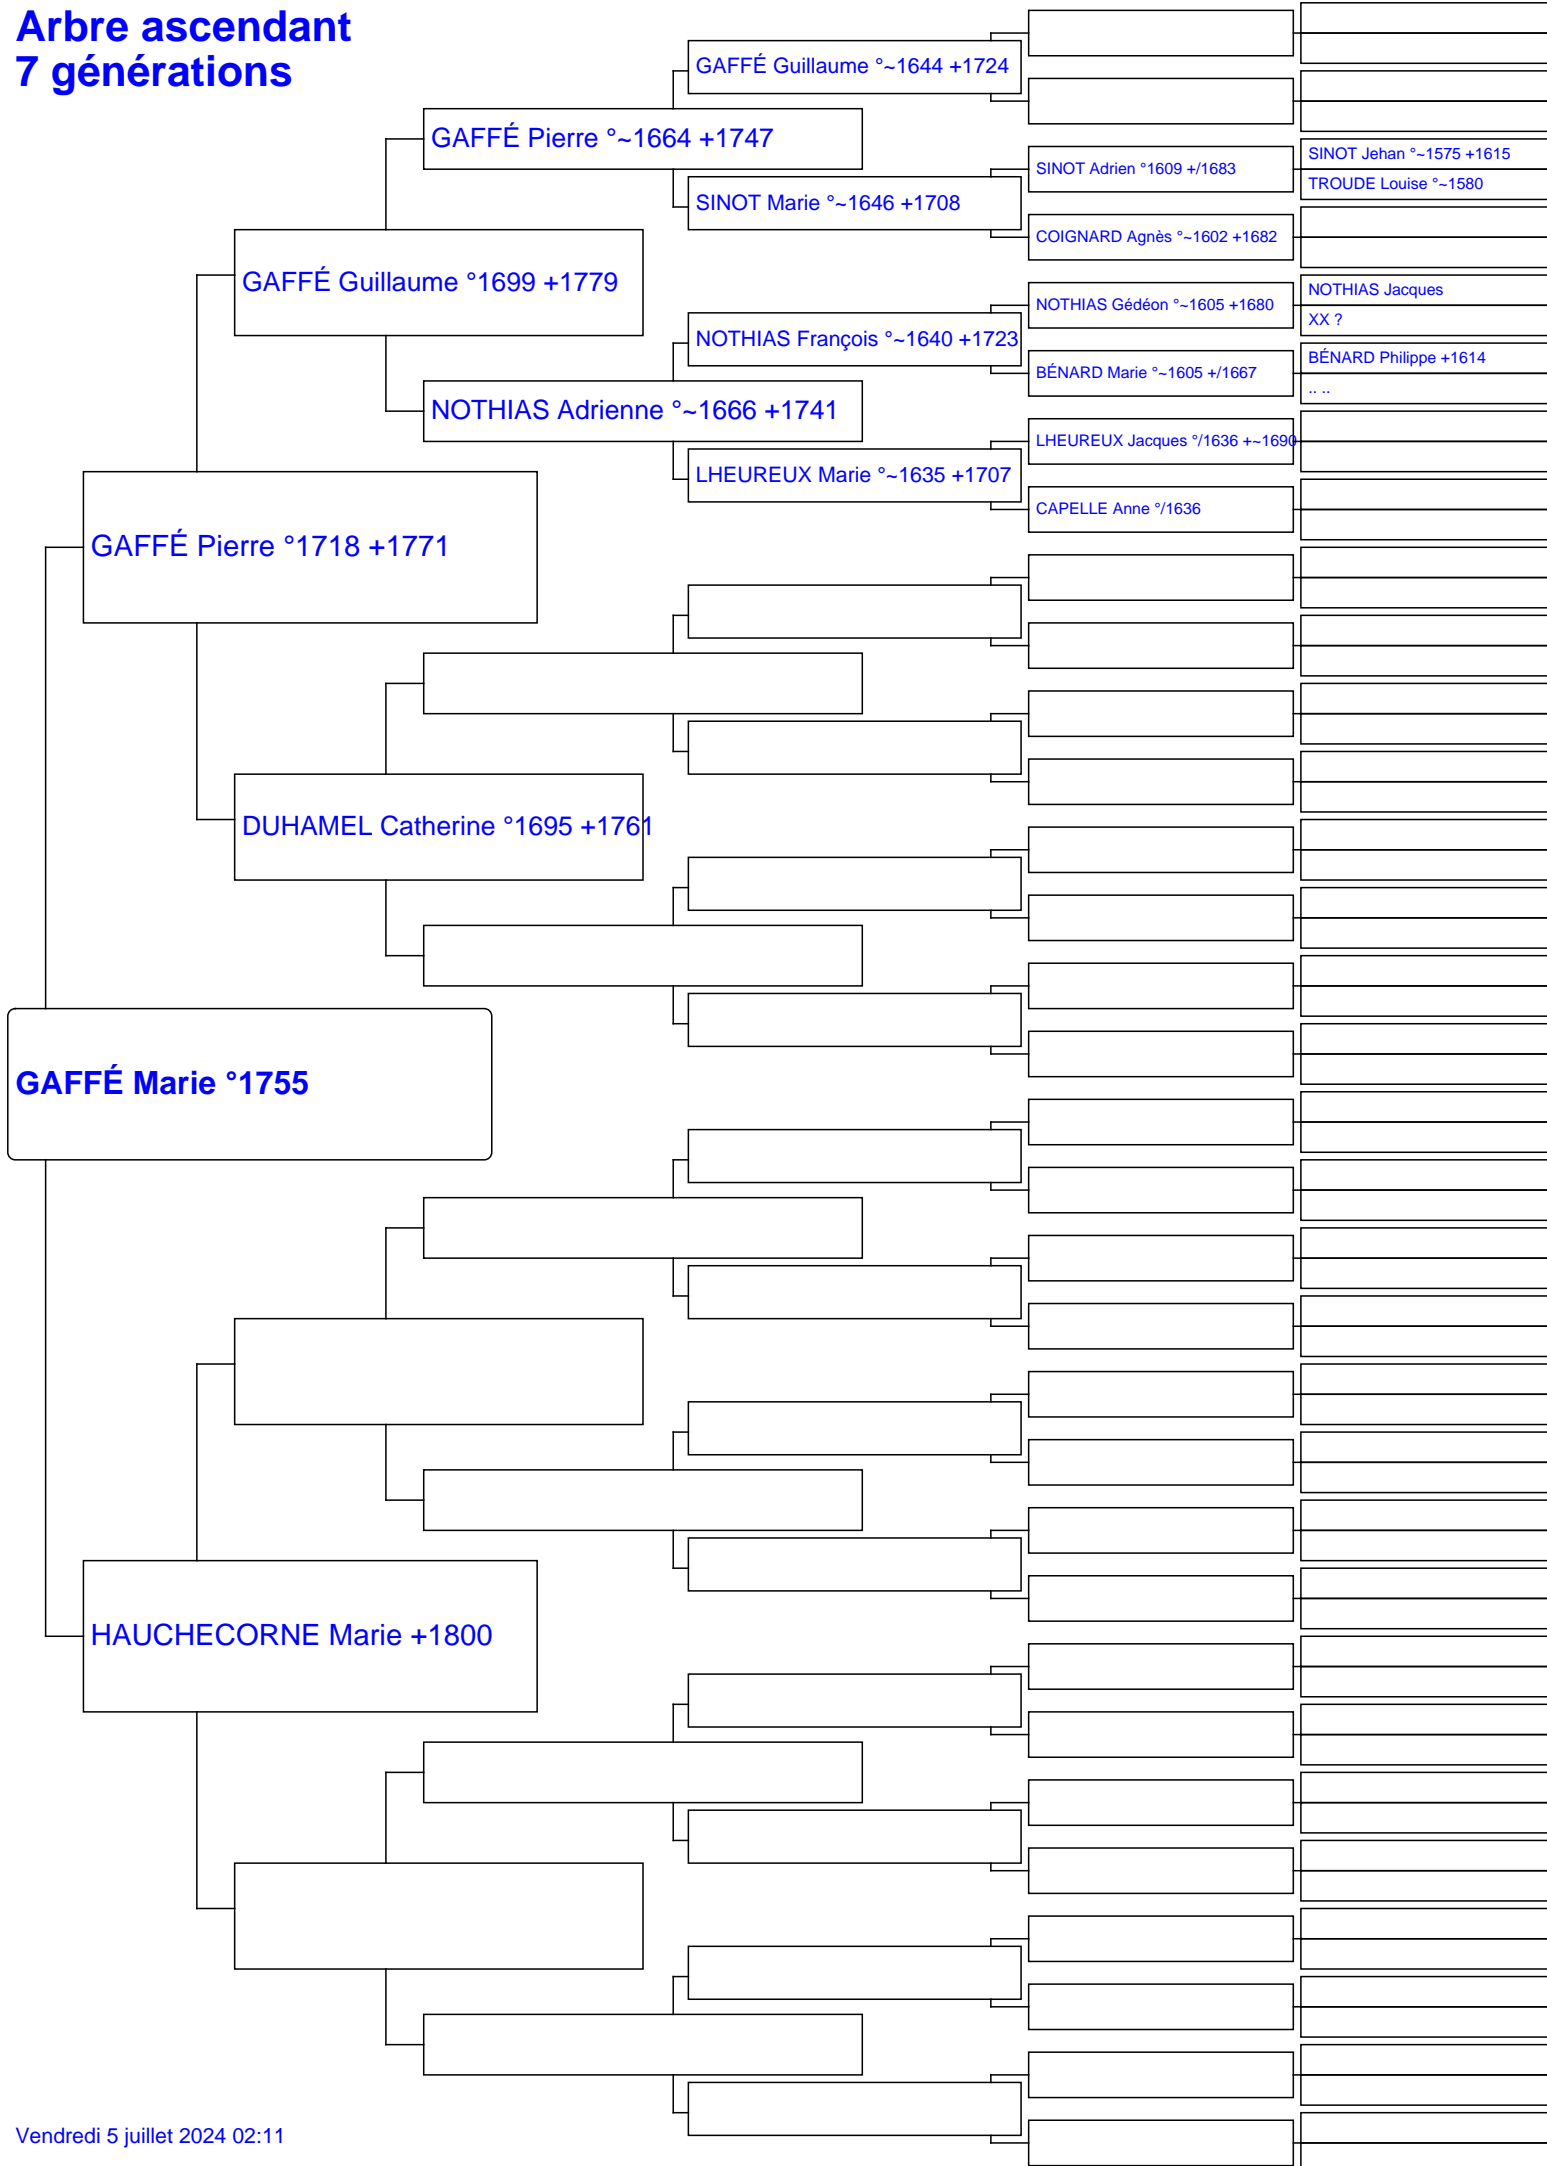 Arbre ascendant
7 générations
GAFFÉ Guillaume °~1644 +1724
GAFFÉ Pierre °~1664 +1747
SINOT Jehan °~1575 +1615
SINOT Adrien °1609 +/1683
TROUDE Louise °~1580
SINOT Marie °~1646 +1708
COIGNARD Agnès °~1602 +1682
GAFFÉ Guillaume °1699 +1779
NOTHIAS Jacques
NOTHIAS Gédéon °~1605 +1680
XX ?
NOTHIAS François °~1640 +1723
BÉNARD Philippe +1614
BÉNARD Marie °~1605 +/1667
.. ..
NOTHIAS Adrienne °~1666 +1741
LHEUREUX Jacques °/1636 +~1690
LHEUREUX Marie °~1635 +1707
CAPELLE Anne °/1636
GAFFÉ Pierre °1718 +1771
DUHAMEL Catherine °1695 +1761
GAFFÉ Marie °1755
HAUCHECORNE Marie +1800
Vendredi 5 juillet 2024 02:11